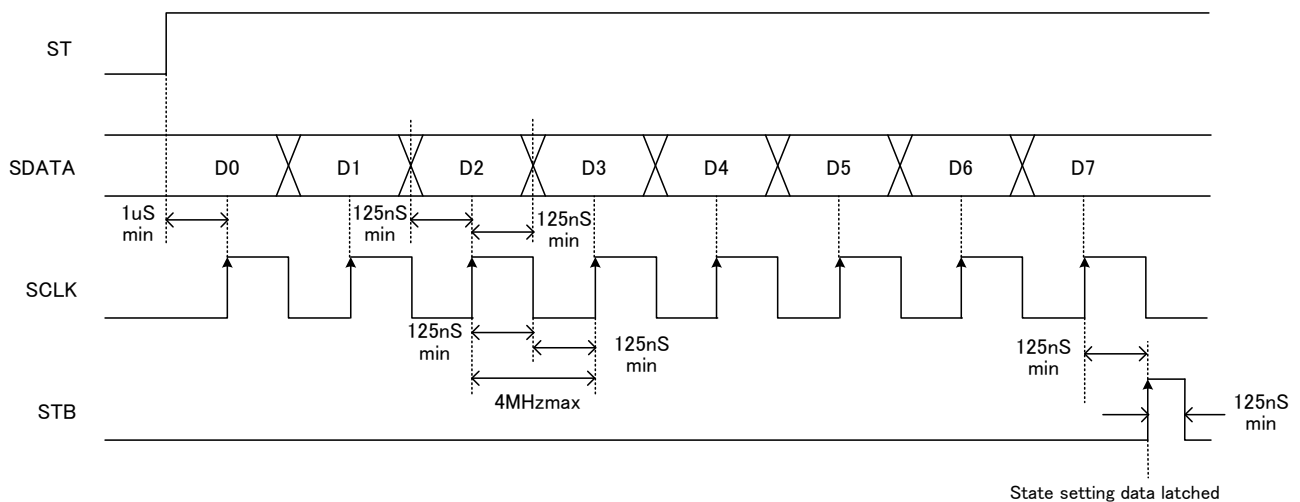 ST
SDATA
D0 D1 D2 D3 D4 D5 D6 D7
1uS
min
125nS
min
125nS
min
SCLK
125nS
min
125nS
min
4MHzmax
125nS
min
STB
125nS
min
State setting data latched